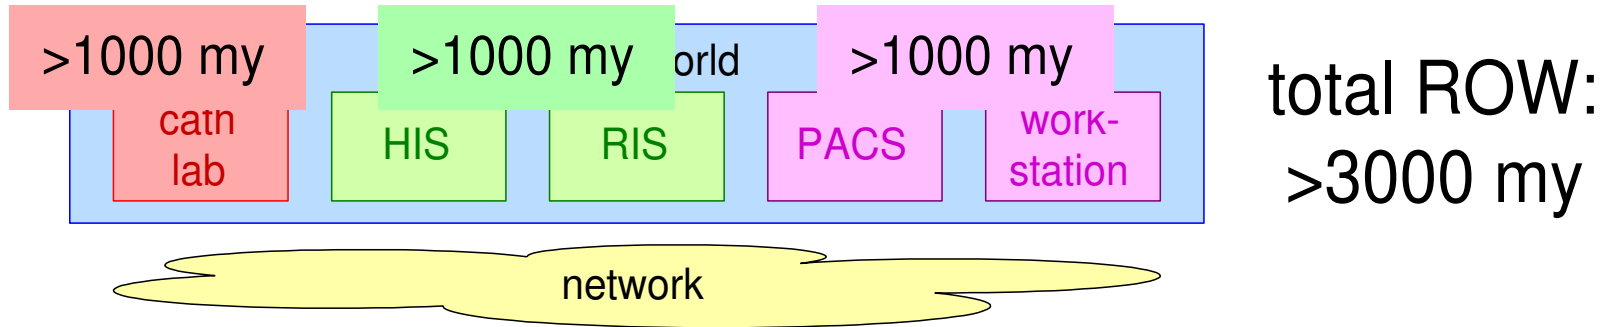 >1000 my
>1000 my
orld
>1000 my
total ROW:
>3000 my
cath
lab
HIS
RIS
PACS
work-
station
network